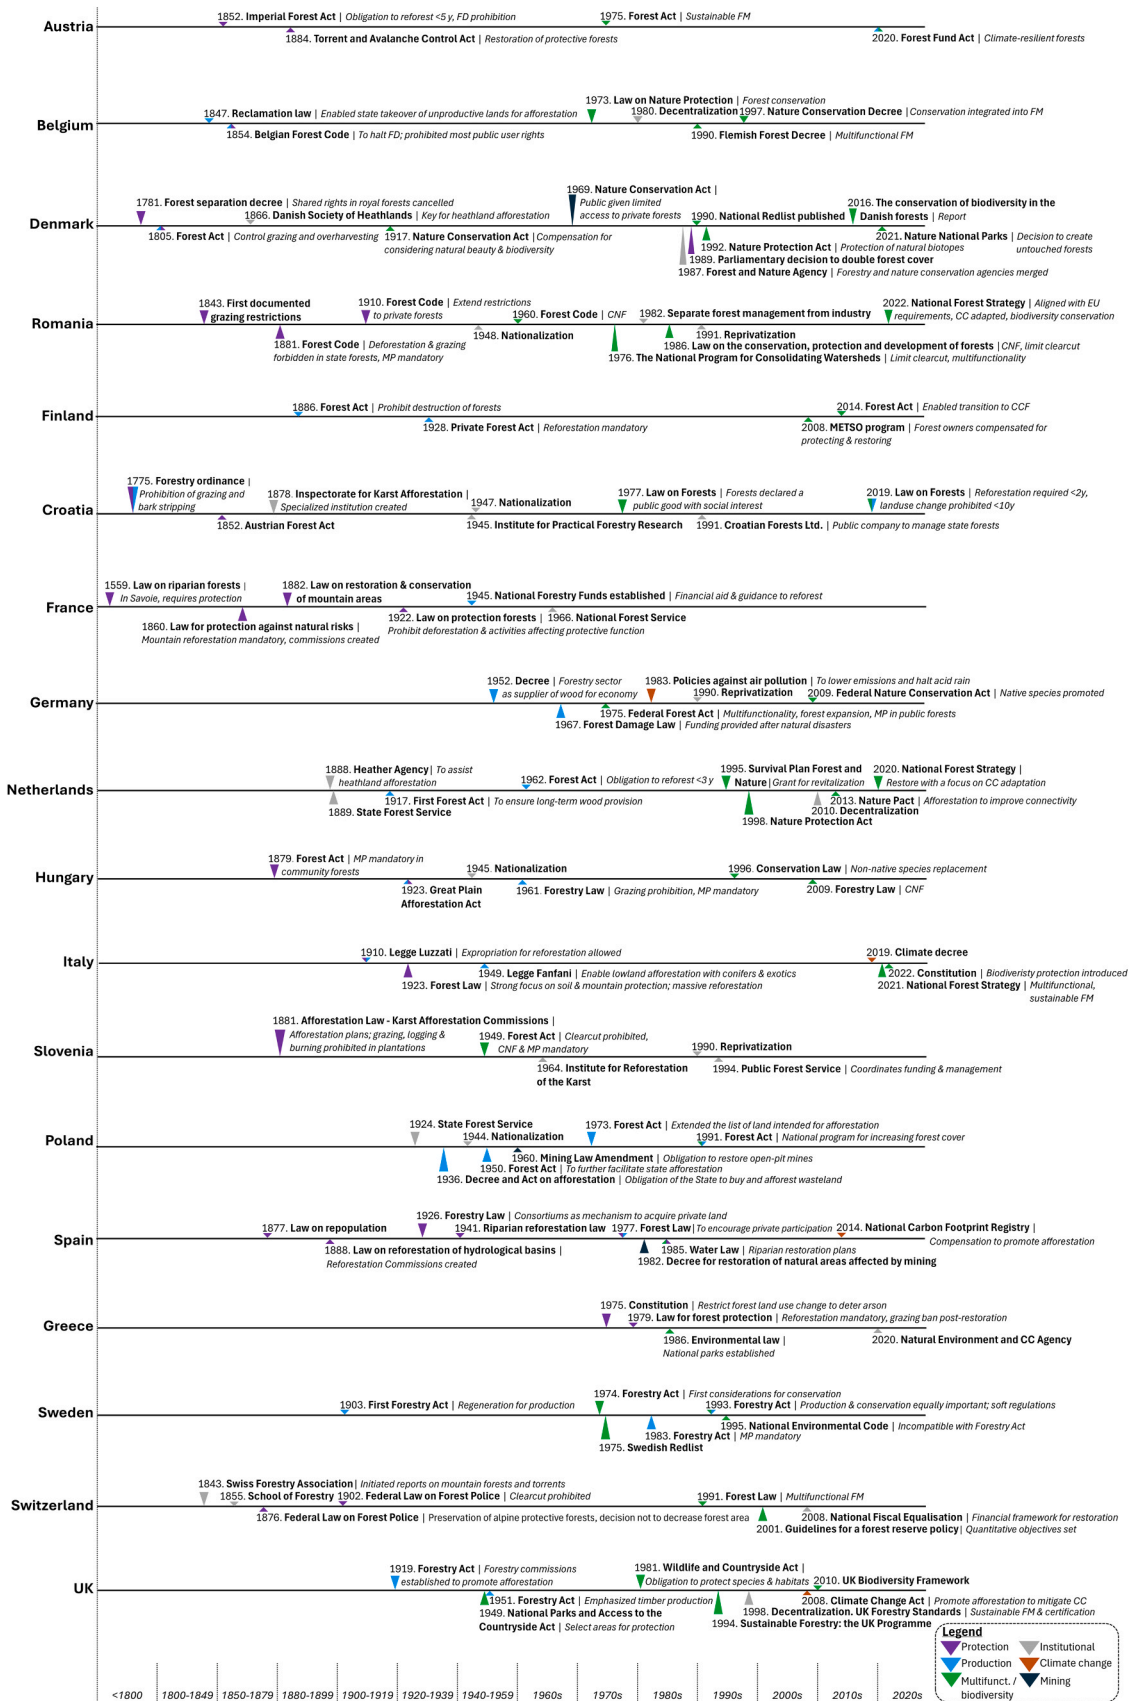 Austria
1852. Imperial Forest Act | Obligation to reforest <5 y, FD prohibition
1975. Forest Act | Sustainable FM
1884. Torrent and Avalanche Control Act | Restoration of protective forests
2020. Forest Fund Act | Climate-resilient forests
Belgium
1973. Law on Nature Protection | Forest conservation
1847. Reclamation law | Enabled state takeover of unproductive lands for afforestation
1980. Decentralization
1997. Nature Conservation Decree | Conservation integrated into FM
1854. Belgian Forest Code | To halt FD; prohibited most public user rights
1990. Flemish Forest Decree | Multifunctional FM
Denmark
1969. Nature Conservation Act |
Public given limited
access to private forests
1781. Forest separation decree | Shared rights in royal forests cancelled
1866. Danish Society of Heathlands | Key for heathland afforestation
1990. National Redlist published
2016. The conservation of biodiversity in the
Danish forests | Report
1805. Forest Act | Control grazing and overharvesting
1917. Nature Conservation Act | Compensation for
considering natural beauty & biodiversity
1992. Nature Protection Act | Protection of natural biotopes
1989. Parliamentary decision to double forest cover
1987. Forest and Nature Agency | Forestry and nature conservation agencies merged
2021. Nature National Parks | Decision to create
untouched forests
Romania
1843. First documented
grazing restrictions
1910. Forest Code | Extend restrictions
to private forests
1960. Forest Code | CNF
1982. Separate forest management from industry
2022. National Forest Strategy | Aligned with EU
requirements, CC adapted, biodiversity conservation
1881. Forest Code | Deforestation & grazing
forbidden in state forests, MP mandatory
1948. Nationalization
1991. Reprivatization
1986. Law on the conservation, protection and development of forests | CNF, limit clearcut
1976. The National Program for Consolidating Watersheds | Limit clearcut, multifunctionality
Finland
1886. Forest Act | Prohibit destruction of forests
2014. Forest Act | Enabled transition to CCF
1928. Private Forest Act | Reforestation mandatory
2008. METSO program | Forest owners compensated for
protecting & restoring
Croatia
1775. Forestry ordinance |
Prohibition of grazing and
bark stripping
1878. Inspectorate for Karst Afforestation |
Specialized institution created
1947. Nationalization
1977. Law on Forests | Forests declared a
public good with social interest
2019. Law on Forests | Reforestation required <2y,
landuse change prohibited <10y
1852. Austrian Forest Act
1945. Institute for Practical Forestry Research
1991. Croatian Forests Ltd. | Public company to manage state forests
France
1559. Law on riparian forests |
In Savoie, requires protection
1882. Law on restoration & conservation
of mountain areas
1945. National Forestry Funds established | Financial aid & guidance to reforest
1860. Law for protection against natural risks |
Mountain reforestation mandatory, commissions created
1922. Law on protection forests |
Prohibit deforestation & activities affecting protective function
1966. National Forest Service
Germany
1952. Decree | Forestry sector
as supplier of wood for economy
1983. Policies against air pollution | To lower emissions and halt acid rain
1990. Reprivatization
2009. Federal Nature Conservation Act | Native species promoted
1975. Federal Forest Act | Multifunctionality, forest expansion, MP in public forests
1967. Forest Damage Law | Funding provided after natural disasters
Netherlands
1888. Heather Agency | To assist
heathland afforestation
1962. Forest Act | Obligation to reforest <3 y
1995. Survival Plan Forest and
Nature | Grant for revitalization
2020. National Forest Strategy |
Restore with a focus on CC adaptation
1917. First Forest Act | To ensure long-term wood provision
1889. State Forest Service
2013. Nature Pact | Afforestation to improve connectivity
2010. Decentralization
1998. Nature Protection Act
Hungary
1879. Forest Act | MP mandatory in
community forests
1945. Nationalization
1996. Conservation Law | Non-native species replacement
1923. Great Plain
Afforestation Act
1961. Forestry Law | Grazing prohibition, MP mandatory
2009. Forestry Law | CNF
Italy
1910. Legge Luzzati | Expropriation for reforestation allowed
2019. Climate decree
1949. Legge Fanfani | Enable lowland afforestation with conifers & exotics
1923. Forest Law | Strong focus on soil & mountain protection; massive reforestation
2022. Constitution | Biodiveristy protection introduced
2021. National Forest Strategy | Multifunctional,
sustainable FM
Slovenia
1881. Afforestation Law - Karst Afforestation Commissions |
Afforestation plans; grazing, logging &
burning prohibited in plantations
1949. Forest Act | Clearcut prohibited,
CNF & MP mandatory
1990. Reprivatization
1964. Institute for Reforestation
of the Karst
1994. Public Forest Service | Coordinates funding & management
Poland
1924. State Forest Service
1944. Nationalization
1973. Forest Act | Extended the list of land intended for afforestation
1991. Forest Act | National program for increasing forest cover
1960. Mining Law Amendment | Obligation to restore open-pit mines
1950. Forest Act | To further facilitate state afforestation
1936. Decree and Act on afforestation | Obligation of the State to buy and afforest wasteland
Spain
1926. Forestry Law | Consortiums as mechanism to acquire private land
1877. Law on repopulation
1941. Riparian reforestation law
1977. Forest Law | To encourage private participation
2014. National Carbon Footprint Registry |
Compensation to promote afforestation
1888. Law on reforestation of hydrological basins |
Reforestation Commissions created
1985. Water Law | Riparian restoration plans
1982. Decree for restoration of natural areas affected by mining
Greece
1975. Constitution | Restrict forest land use change to deter arson
1979. Law for forest protection | Reforestation mandatory, grazing ban post-restoration
1986. Environmental law |
National parks established
2020. Natural Environment and CC Agency
Sweden
1974. Forestry Act | First considerations for conservation
1903. First Forestry Act | Regeneration for production
1993. Forestry Act | Production & conservation equally important; soft regulations
1995. National Environmental Code | Incompatible with Forestry Act
1983. Forestry Act | MP mandatory
1975. Swedish Redlist
Switzerland
1843. Swiss Forestry Association | Initiated reports on mountain forests and torrents
1855. School of Forestry
1902. Federal Law on Forest Police | Clearcut prohibited
1991. Forest Law | Multifunctional FM
1876. Federal Law on Forest Police | Preservation of alpine protective forests, decision not to decrease forest area
2008. National Fiscal Equalisation | Financial framework for restoration
2001. Guidelines for a forest reserve policy | Quantitative objectives set
UK
1919. Forestry Act | Forestry commissions
established to promote afforestation
1981. Wildlife and Countryside Act |
Obligation to protect species & habitats
2010. UK Biodiversity Framework
1951. Forestry Act | Emphasized timber production
1949. National Parks and Access to the
Countryside Act | Select areas for protection
2008. Climate Change Act | Promote afforestation to mitigate CC
1998. Decentralization. UK Forestry Standards | Sustainable FM & certification
1994. Sustainable Forestry: the UK Programme
Legend
Protection
Institutional
Production
Climate change
Multifunct. /
biodiversity
Mining
<1800
1800-1849
1850-1879
1880-1899
1900-1919
1920-1939
1940-1959
1960s
1970s
1980s
1990s
2000s
2010s
2020s